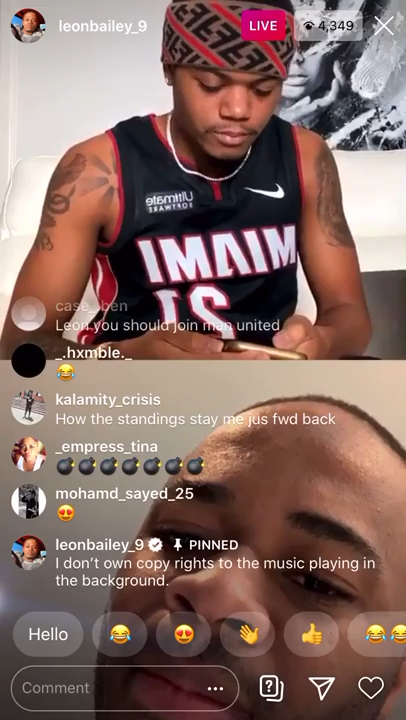 leonbailey_9
LIVE
4,349
Ultimate
SOFTWARE
MIAMI
21
case_ben
Leon you should join man united
_.hxmble._
😂
kalamity_crisis
How the standings stay me jus fwd back
_empress_tina
💣💣💣💣💣💣💣
mohamd_sayed_25
😍
leonbailey_9 PINNED
I don't own copy rights to the music playing in
the background.
Hello 😂 😍 👋 👍 😂😂
Comment